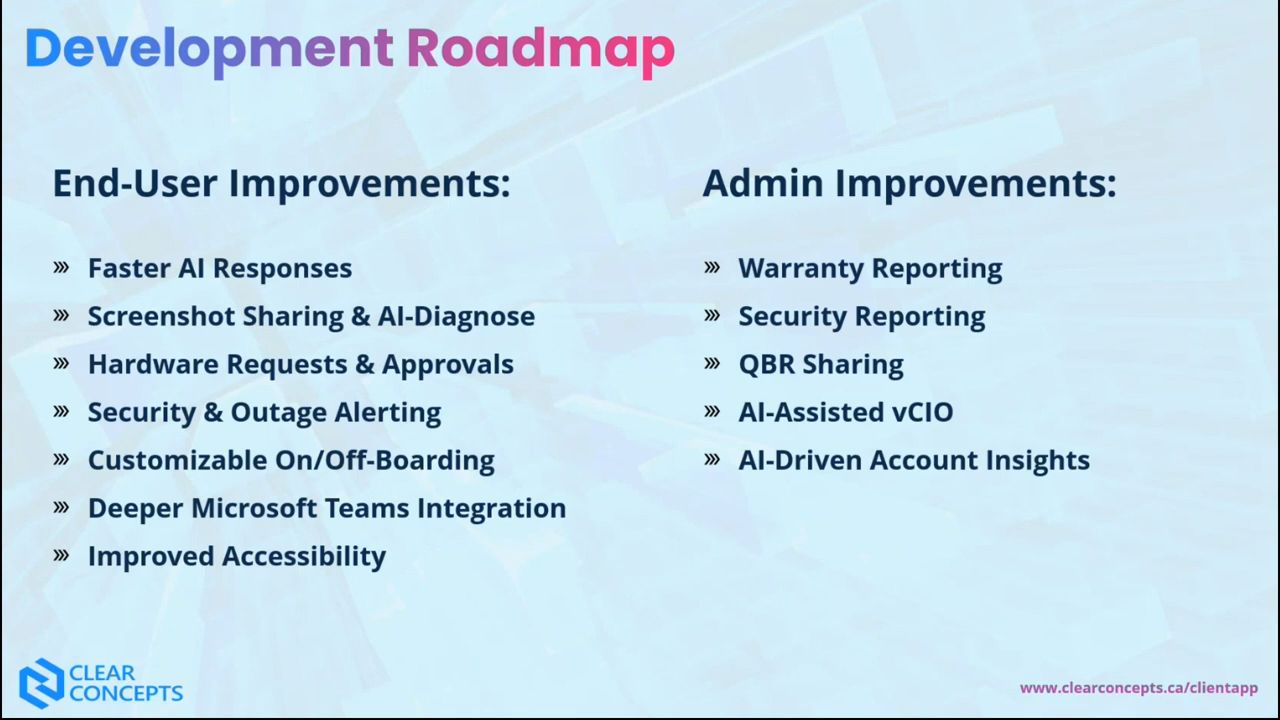 Development Roadmap
End-User Improvements:
» Faster AI Responses
» Screenshot Sharing & AI-Diagnose
» Hardware Requests & Approvals
» Security & Outage Alerting
» Customizable On/Off-Boarding
» Deeper Microsoft Teams Integration
» Improved Accessibility
Admin Improvements:
» Warranty Reporting
» Security Reporting
» QBR Sharing
» AI-Assisted vCIO
» AI-Driven Account Insights
CLEAR
CONCEPTS
www.clearconcepts.ca/clientapp